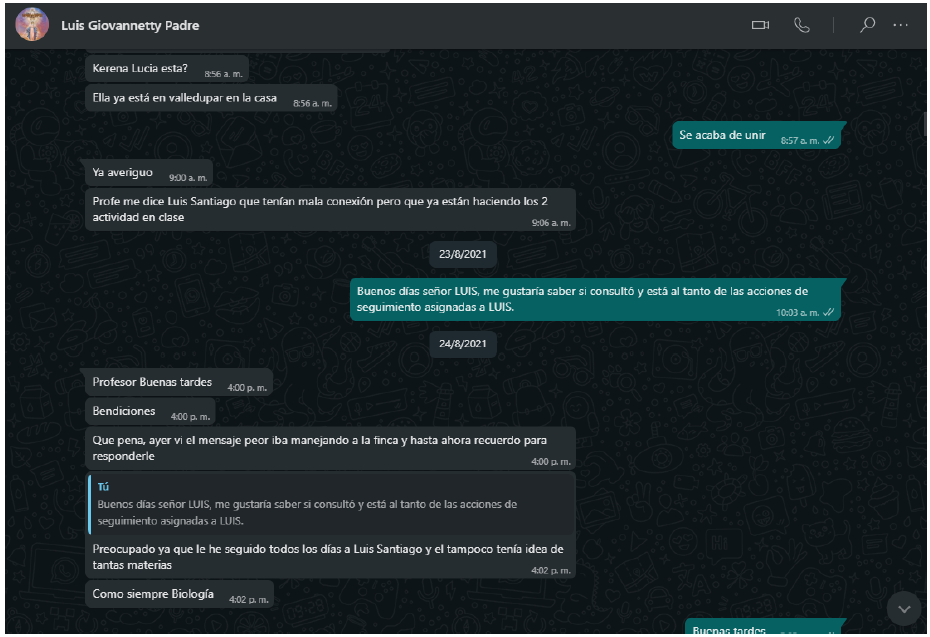 Luis Giovannetty Padre
Kerena Lucia esta?
8:56 a. m.
Ella ya está en valledupar en la casa
8:56 a. m.
Se acaba de unir
8:57 a. m.
Ya averiguo
9:00 a. m.
Profe me dice Luis Santiago que tenían mala conexión pero que ya están haciendo los 2
actividad en clase
9:06 a. m.
23/8/2021
Buenos días señor LUIS, me gustaría saber si consultó y está al tanto de las acciones de
seguimiento asignadas a LUIS.
10:03 a. m.
24/8/2021
Profesor Buenas tardes
4:00 p. m.
Bendiciones
4:00 p. m.
Que pena, ayer vi el mensaje peor iba manejando a la finca y hasta ahora recuerdo para
responderle
4:00 p. m.
Tú
Buenos días señor LUIS, me gustaría saber si consultó y está al tanto de las acciones de
seguimiento asignadas a LUIS.
Preocupado ya que le he seguido todos los días a Luis Santiago y el tampoco tenía idea de
tantas materias
4:02 p. m.
Como siempre Biología
4:02 p. m.
Buenas tardes